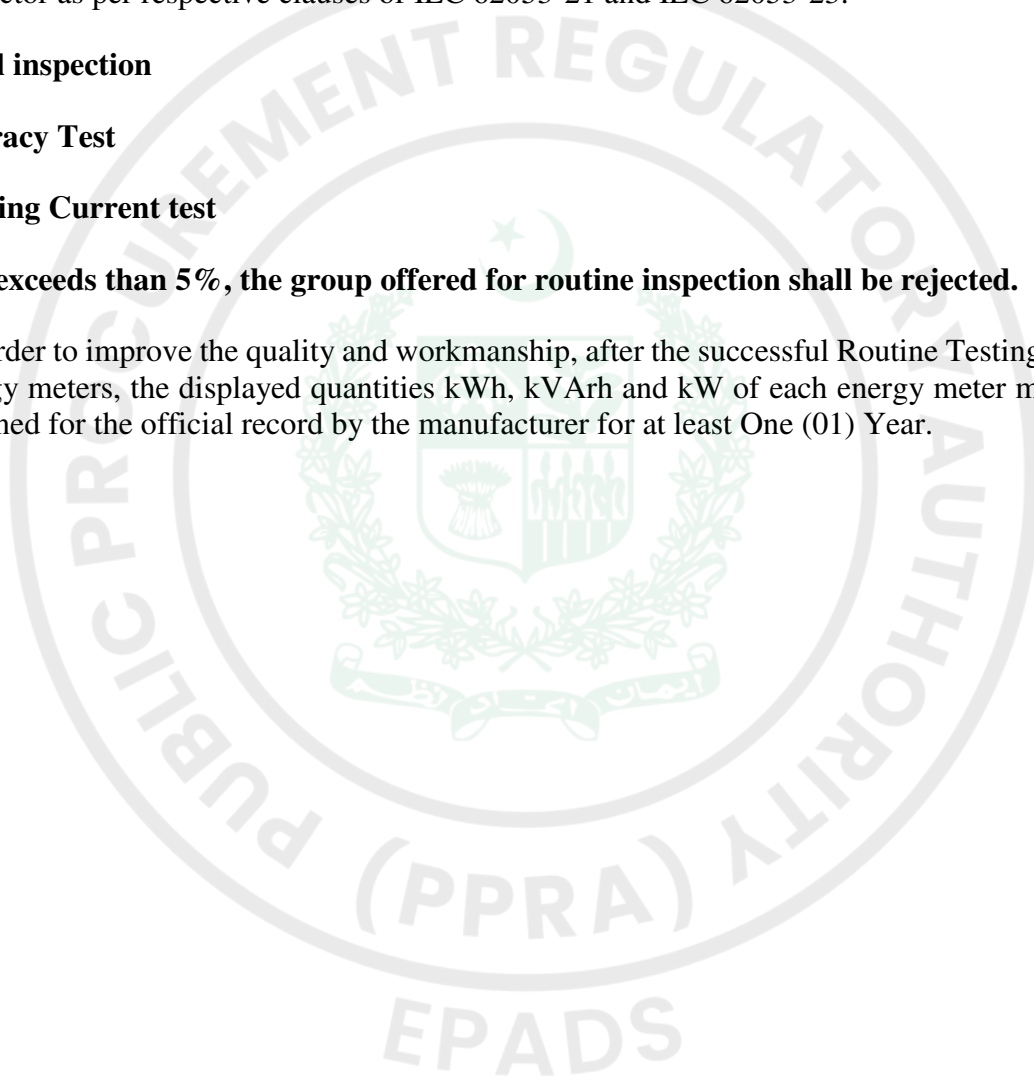 ctor as per respective clauses of IEC 62053-21 and IEC 62053-23.
l inspection
racy Test
ing Current test
exceeds than 5%, the group offered for routine inspection shall be rejected.
rder to improve the quality and workmanship, after the successful Routine Testing
gy meters, the displayed quantities kWh, kVArh and kW of each energy meter m
ned for the official record by the manufacturer for at least One (01) Year.
PUBLIC PROCUREMENT REGULATORY AUTHORITY
(PPRA)
EPADS